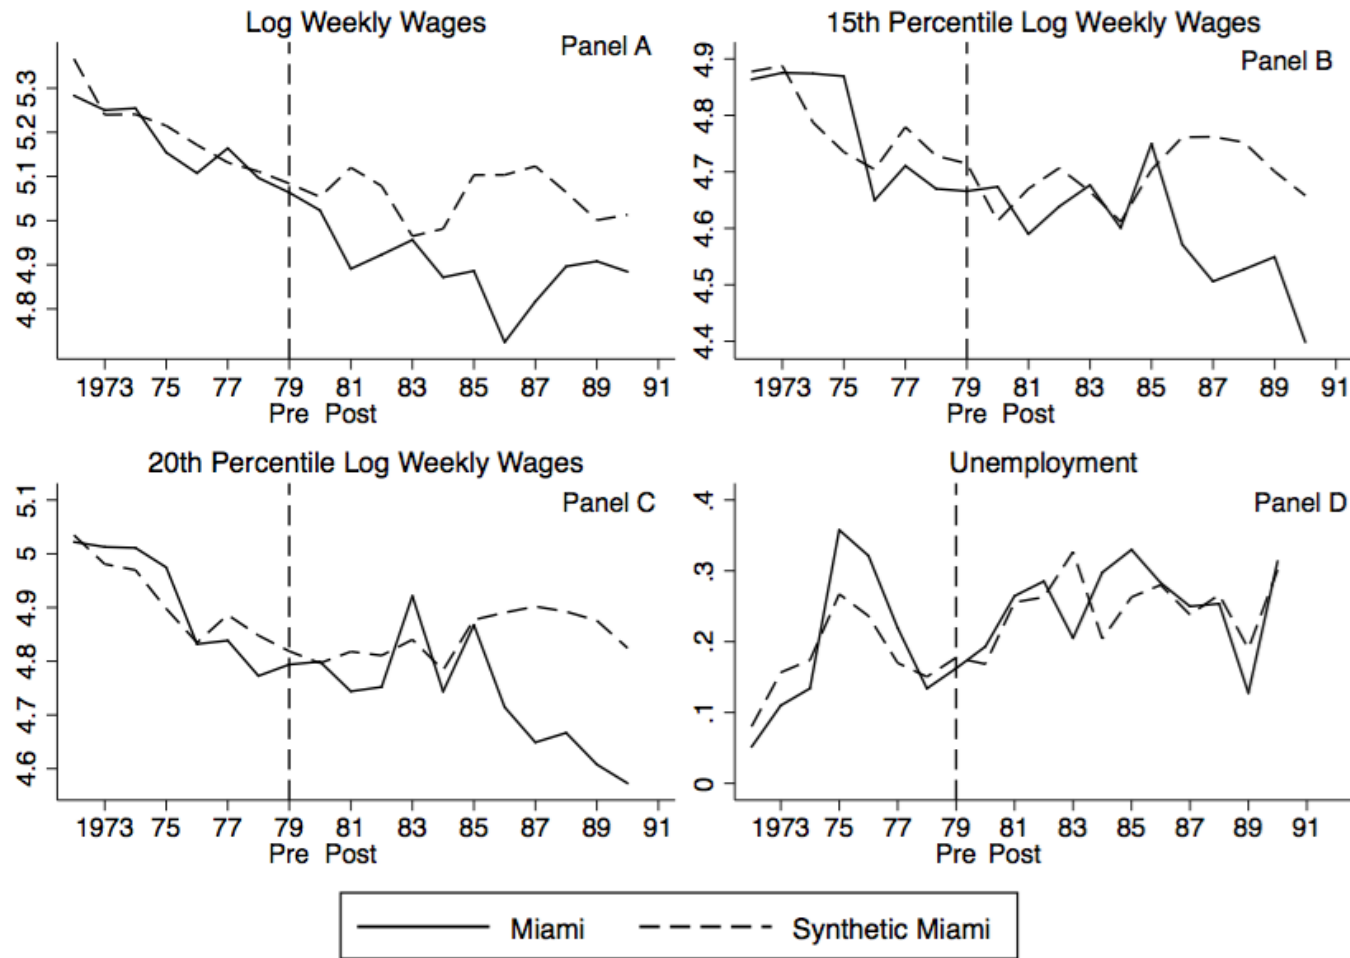 Log Weekly Wages
Panel A
5.3
5.2
5.1
5
4.9
4.8
1973 75 77 79 81 83 85 87 89 91
Pre Post
15th Percentile Log Weekly Wages
Panel B
4.9
4.8
4.7
4.6
4.5
4.4
1973 75 77 79 81 83 85 87 89 91
Pre Post
20th Percentile Log Weekly Wages
Panel C
5.1
5
4.9
4.8
4.7
4.6
1973 75 77 79 81 83 85 87 89 91
Pre Post
Unemployment
Panel D
.4
.3
.2
.1
0
1973 75 77 79 81 83 85 87 89 91
Pre Post
Miami Synthetic Miami